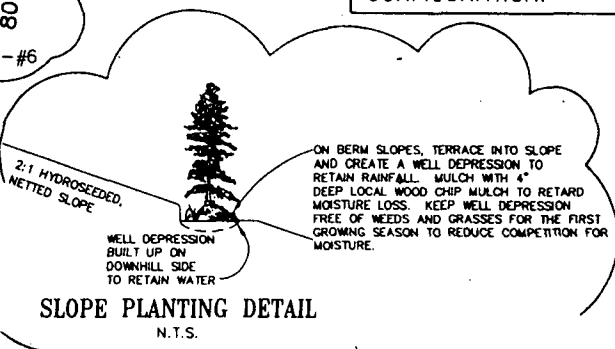 80
-#6
2:1 HYDROSEEDED,
NETTED SLOPE
ON BERM SLOPES, TERRACE INTO SLOPE
AND CREATE A WELL DEPRESSION TO
RETAIN RAINFALL. MULCH WITH 4"
DEEP LOCAL WOOD CHIP MULCH TO RETARD
MOISTURE LOSS. KEEP WELL DEPRESSION
FREE OF WEEDS AND GRASSES FOR THE FIRST
GROWING SEASON TO REDUCE COMPETITION FOR
MOISTURE.
WELL DEPRESSION
BUILT UP ON
DOWNHILL SIDE
TO RETAIN WATER
SLOPE PLANTING DETAIL
N.T.S.